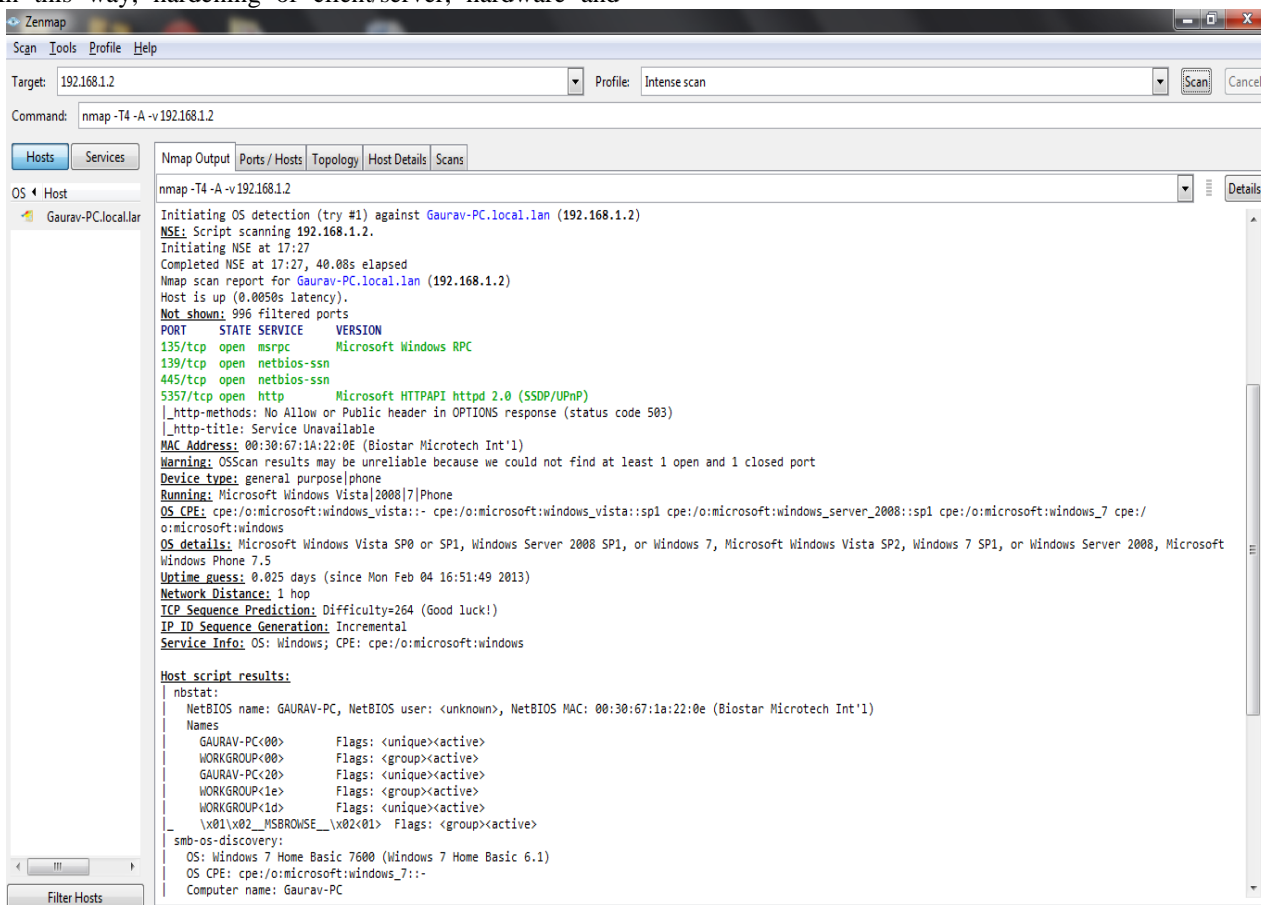 in this way, hardening of client/server, hardware and
Zenmap
Scan Tools Profile Help
Target: 192.168.1.2 Profile: Intense scan Scan Cancel
Command: nmap -T4 -A -v 192.168.1.2
Hosts Services Nmap Output Ports / Hosts Topology Host Details Scans
OS Host nmap -T4 -A -v 192.168.1.2 Details
Gaurav-PC.local.lan
Initiating OS detection (try #1) against Gaurav-PC.local.lan (192.168.1.2)
NSE: Script scanning 192.168.1.2.
Initiating NSE at 17:27
Completed NSE at 17:27, 40.08s elapsed
Nmap scan report for Gaurav-PC.local.lan (192.168.1.2)
Host is up (0.0050s latency).
Not shown: 996 filtered ports
PORT STATE SERVICE VERSION
135/tcp open msrpc Microsoft Windows RPC
139/tcp open netbios-ssn
445/tcp open netbios-ssn
5357/tcp open http Microsoft HTTPAPI httpd 2.0 (SSDP/UPnP)
|_http-methods: No Allow or Public header in OPTIONS response (status code 503)
|_http-title: Service Unavailable
MAC Address: 00:30:67:1A:22:0E (Biostar Microtech Int'l)
Warning: OSScan results may be unreliable because we could not find at least 1 open and 1 closed port
Device type: general purpose|phone
Running: Microsoft Windows Vista|2008|7|Phone
OS CPE: cpe:/o:microsoft:windows_vista::- cpe:/o:microsoft:windows_vista::sp1 cpe:/o:microsoft:windows_server_2008::sp1 cpe:/o:microsoft:windows_7 cpe:/
o:microsoft:windows
OS details: Microsoft Windows Vista SP0 or SP1, Windows Server 2008 SP1, or Windows 7, Microsoft Windows Vista SP2, Windows 7 SP1, or Windows Server 2008, Microsoft
Windows Phone 7.5
Uptime guess: 0.025 days (since Mon Feb 04 16:51:49 2013)
Network Distance: 1 hop
TCP Sequence Prediction: Difficulty=264 (Good luck!)
IP ID Sequence Generation: Incremental
Service Info: OS: Windows; CPE: cpe:/o:microsoft:windows
Host script results:
| nbstat:
|   NetBIOS name: GAURAV-PC, NetBIOS user: <unknown>, NetBIOS MAC: 00:30:67:1a:22:0e (Biostar Microtech Int'l)
|   Names
|     GAURAV-PC<00> Flags: <unique><active>
|     WORKGROUP<00> Flags: <group><active>
|     GAURAV-PC<20> Flags: <unique><active>
|     WORKGROUP<1e> Flags: <group><active>
|     WORKGROUP<1d> Flags: <unique><active>
|_    \x01\x02__MSBROWSE__\x02<01> Flags: <group><active>
| smb-os-discovery:
|   OS: Windows 7 Home Basic 7600 (Windows 7 Home Basic 6.1)
|   OS CPE: cpe:/o:microsoft:windows_7::-
|   Computer name: Gaurav-PC
Filter Hosts